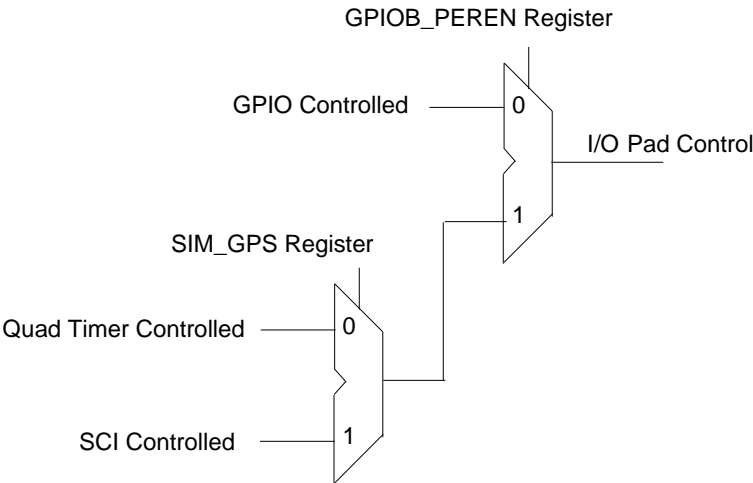 GPIOB_PEREN Register
GPIO Controlled
0
I/O Pad Control
1
SIM_GPS Register
Quad Timer Controlled
0
SCI Controlled
1